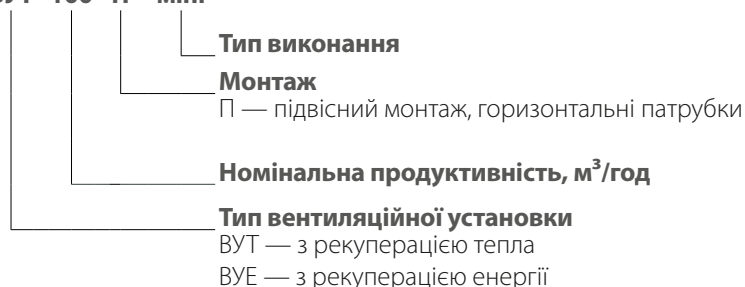 Тип виконання
Монтаж
П — підвісний монтаж, горизонтальні патрубки
Номінальна продуктивність, м³/год
Тип вентиляційної установки
ВУТ — з рекуперацією тепла
ВУЕ — з рекуперацією енергії